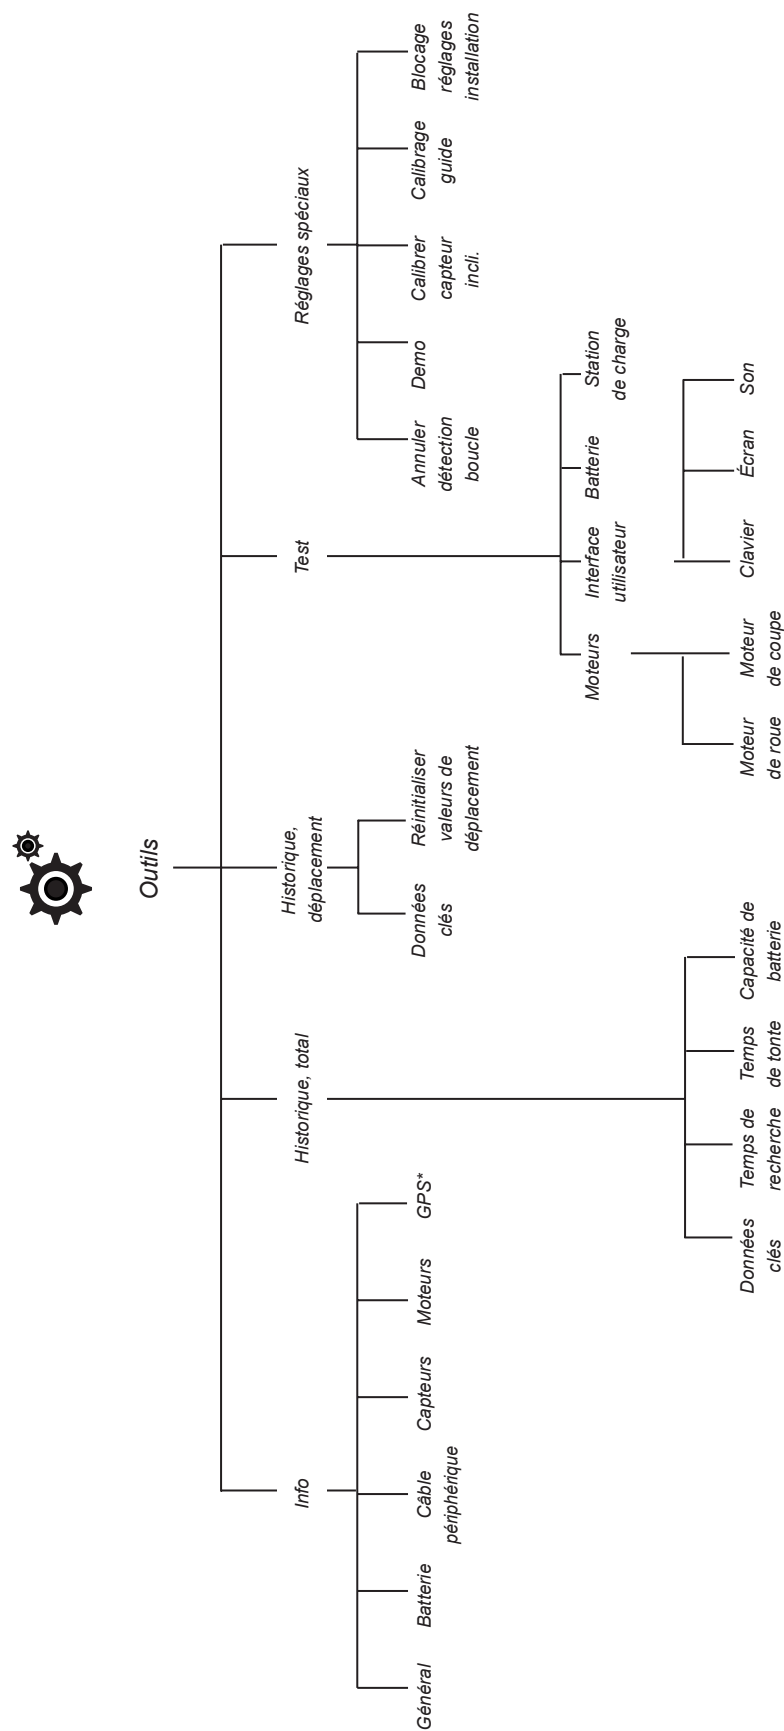 Outils
Info
Historique, total
Historique,
déplacement
Test
Réglages spéciaux
Général
Batterie
Câble
périphérique
Capteurs
Moteurs
GPS*
Données
clés
Réinitialiser
valeurs de
déplacement
Annuler
détection
boucle
Demo
Calibrer
capteur
incli.
Calibrage
guide
Blocage
réglages
installation
Moteurs
Interface
utilisateur
Batterie
Station
de charge
Données
clés
Temps de
recherche
Temps
de tonte
Capacité de
batterie
Moteur
de roue
Moteur
de coupe
Clavier
Écran
Son